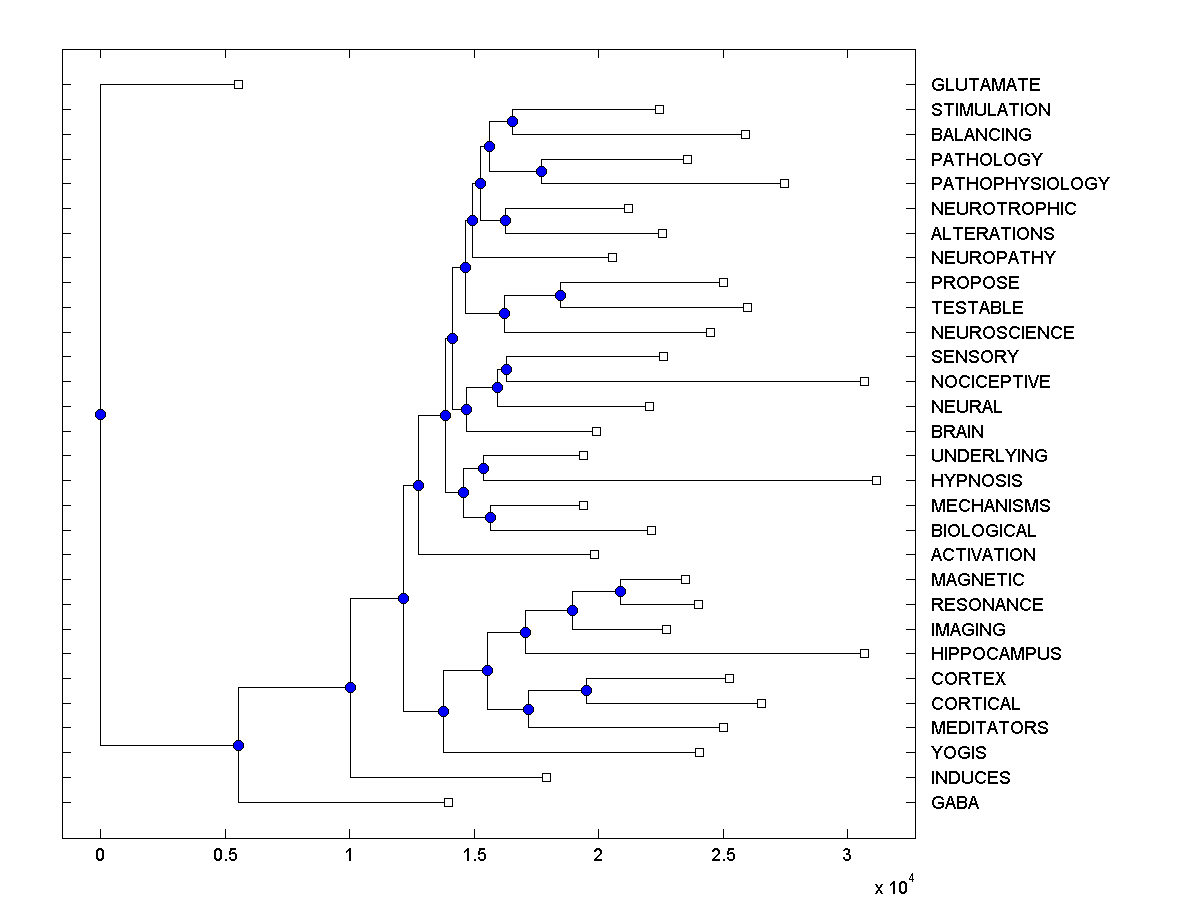 GLUTAMATE
STIMULATION
BALANCING
PATHOLOGY
PATHOPHYSIOLOGY
NEUROTROPHIC
ALTERATIONS
NEUROPATHY
PROPOSE
TESTABLE
NEUROSCIENCE
SENSORY
NOCICEPTIVE
NEURAL
BRAIN
UNDERLYING
HYPNOSIS
MECHANISMS
BIOLOGICAL
ACTIVATION
MAGNETIC
RESONANCE
IMAGING
HIPPOCAMPUS
CORTEX
CORTICAL
MEDITATORS
YOGIS
INDUCES
GABA
0 0.5 1 1.5 2 2.5 3
x 10^4